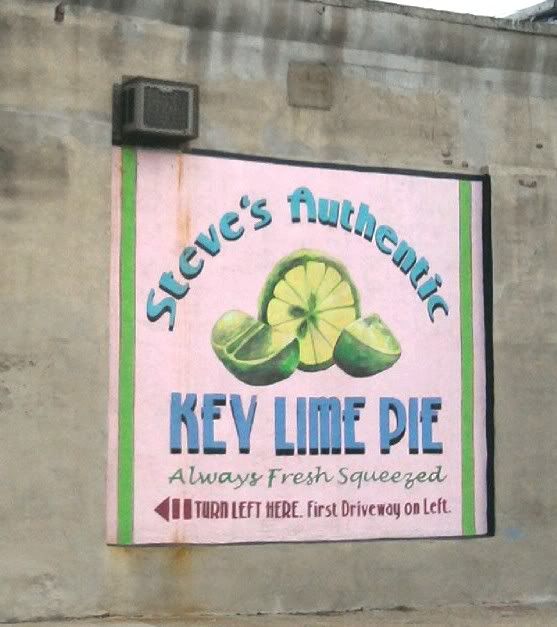 Steve's Authentic
KEY LIME PIE
Always Fresh Squeezed
TURN LEFT HERE. First Driveway on Left.